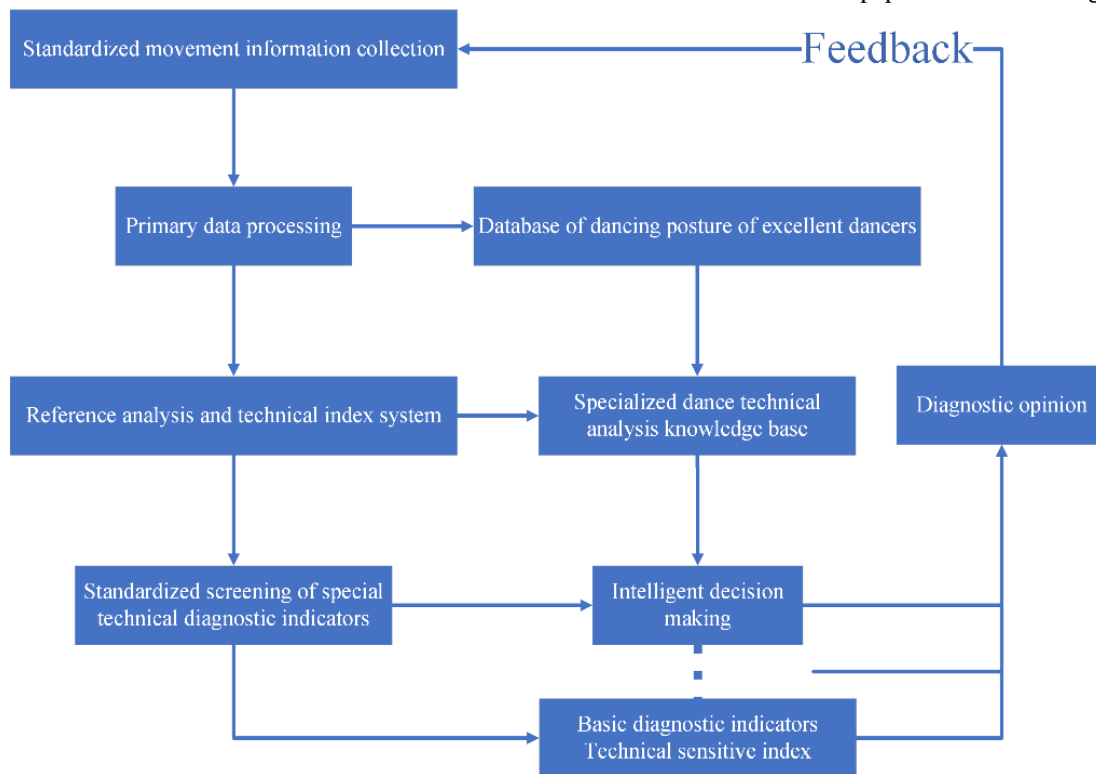 Standardized movement information collection
Feedback
Primary data processing
Database of dancing posture of excellent dancers
Reference analysis and technical index system
Specialized dance technical
analysis knowledge base
Diagnostic opinion
Standardized screening of special
technical diagnostic indicators
Intelligent decision
making
Basic diagnostic indicators
Technical sensitive index